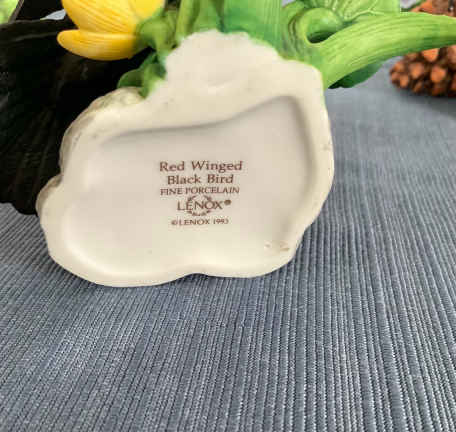 Red Winged
Black Bird
FINE PORCELAIN
LENOX®
©LENOX 1993